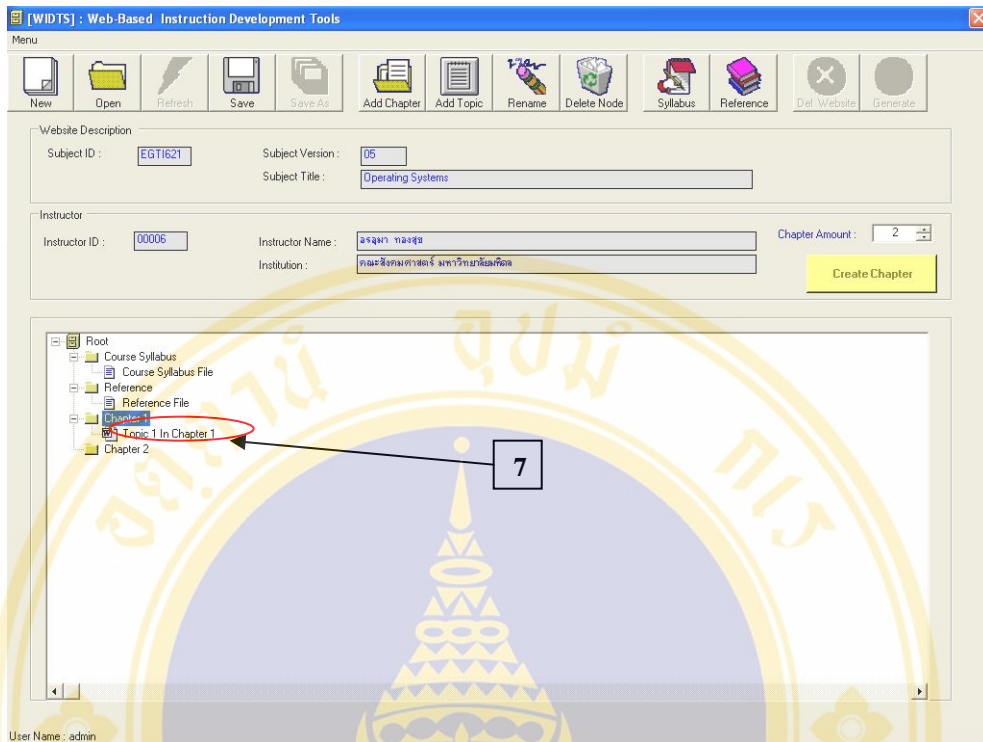 [WIDTS] : Web-Based Instruction Development Tools
Menu
New Open Refresh Save Save As Add Chapter Add Topic Rename Delete Node Syllabus Reference Del. Website Generate
Website Description
Subject ID : EGTI621 Subject Version : 05
Subject Title : Operating Systems
Instructor
Instructor ID : 00006 Instructor Name : อรอุมา ทองสุข Chapter Amount : 2
Institution : คณะสังคมศาสตร์ มหาวิทยาลัยมหิดล
Create Chapter
Root
Course Syllabus
Course Syllabus File
Reference
Reference File
Chapter 1
Topic 1 In Chapter 1
Chapter 2
7
User Name : admin